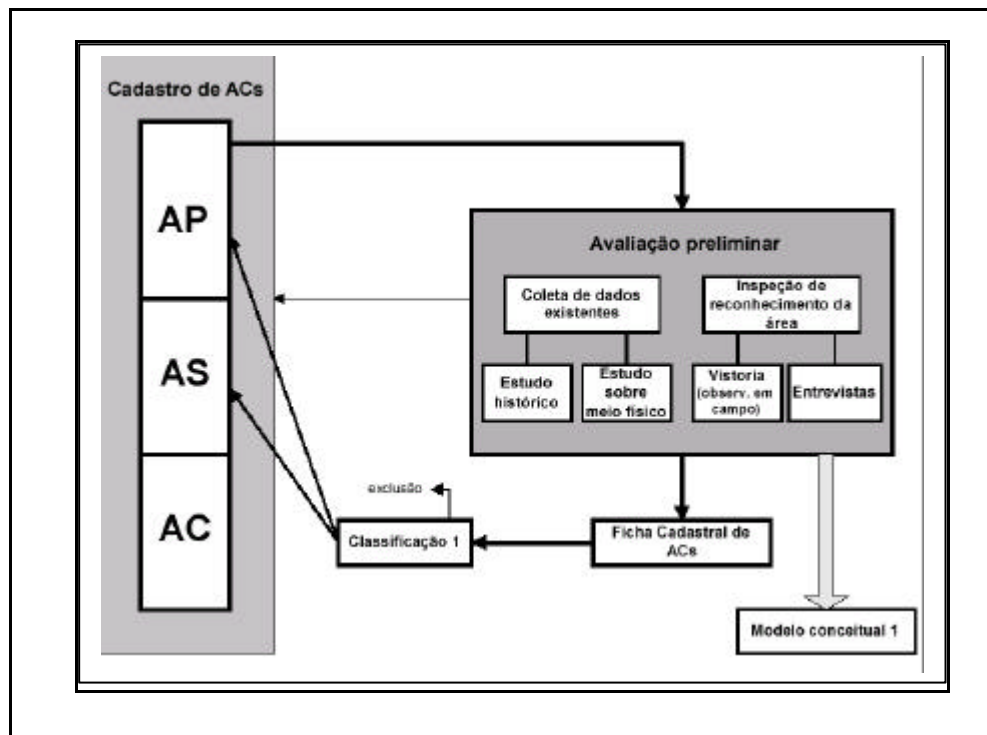 Cadastro de ACs
AP
AS
AC
Avaliação preliminar
Coleta de dados
existentes
Inspeção de
reconhecimento da
área
Estudo
histórico
Estudo
sobre
meio físico
Vistoria
(observ. em
campo)
Entrevistas
exclusão
Classificação 1
Ficha Cadastral de
ACs
Modelo conceitual 1